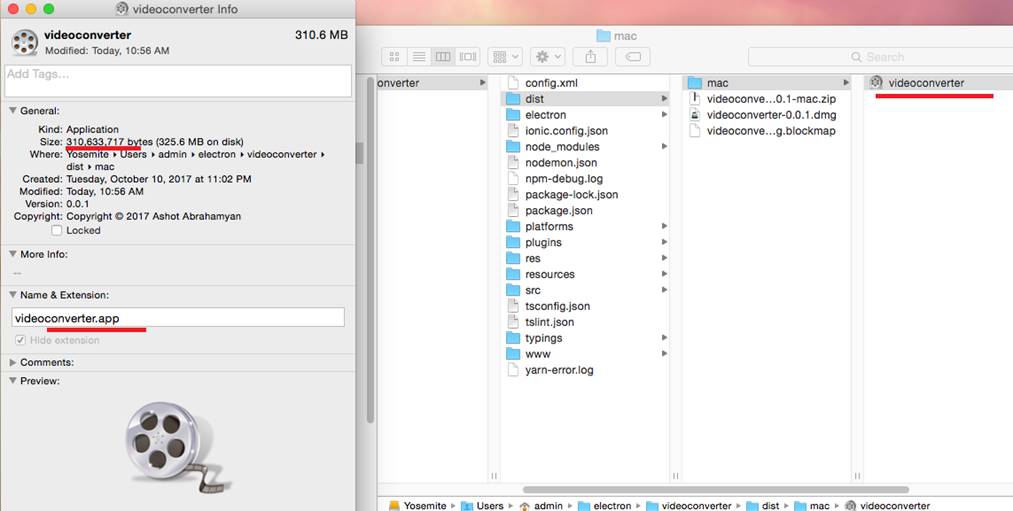 videoconverter Info
videoconverter 310.6 MB
Modified: Today, 10:56 AM
Add Tags...
General:
Kind: Application
Size: 310,633,717 bytes (325.6 MB on disk)
Where: Yosemite ▸ Users ▸ admin ▸ electron ▸ videoconverter ▸
dist ▸ mac
Created: Tuesday, October 10, 2017 at 11:02 PM
Modified: Today, 10:56 AM
Version: 0.0.1
Copyright: Copyright © 2017 Ashot Abrahamyan
Locked
More Info:
--
Name & Extension:
videoconverter.app
Hide extension
Comments:
Preview:
mac
Search
onverter
config.xml
dist
electron
ionic.config.json
node_modules
nodemon.json
npm-debug.log
package-lock.json
package.json
platforms
plugins
res
resources
src
tsconfig.json
tslint.json
typings
www
yarn-error.log
mac
videoconve...0.1-mac.zip
videoconverter-0.0.1.dmg
videoconve...g.blockmap
videoconverter
Yosemite ▸ Users ▸ admin ▸ electron ▸ videoconverter ▸ dist ▸ mac ▸ videoconverter